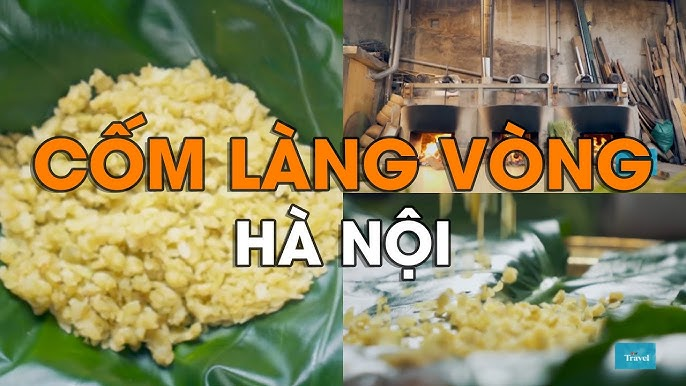 CỐM LÀNG VÒNG
HÀ NỘI
Travel